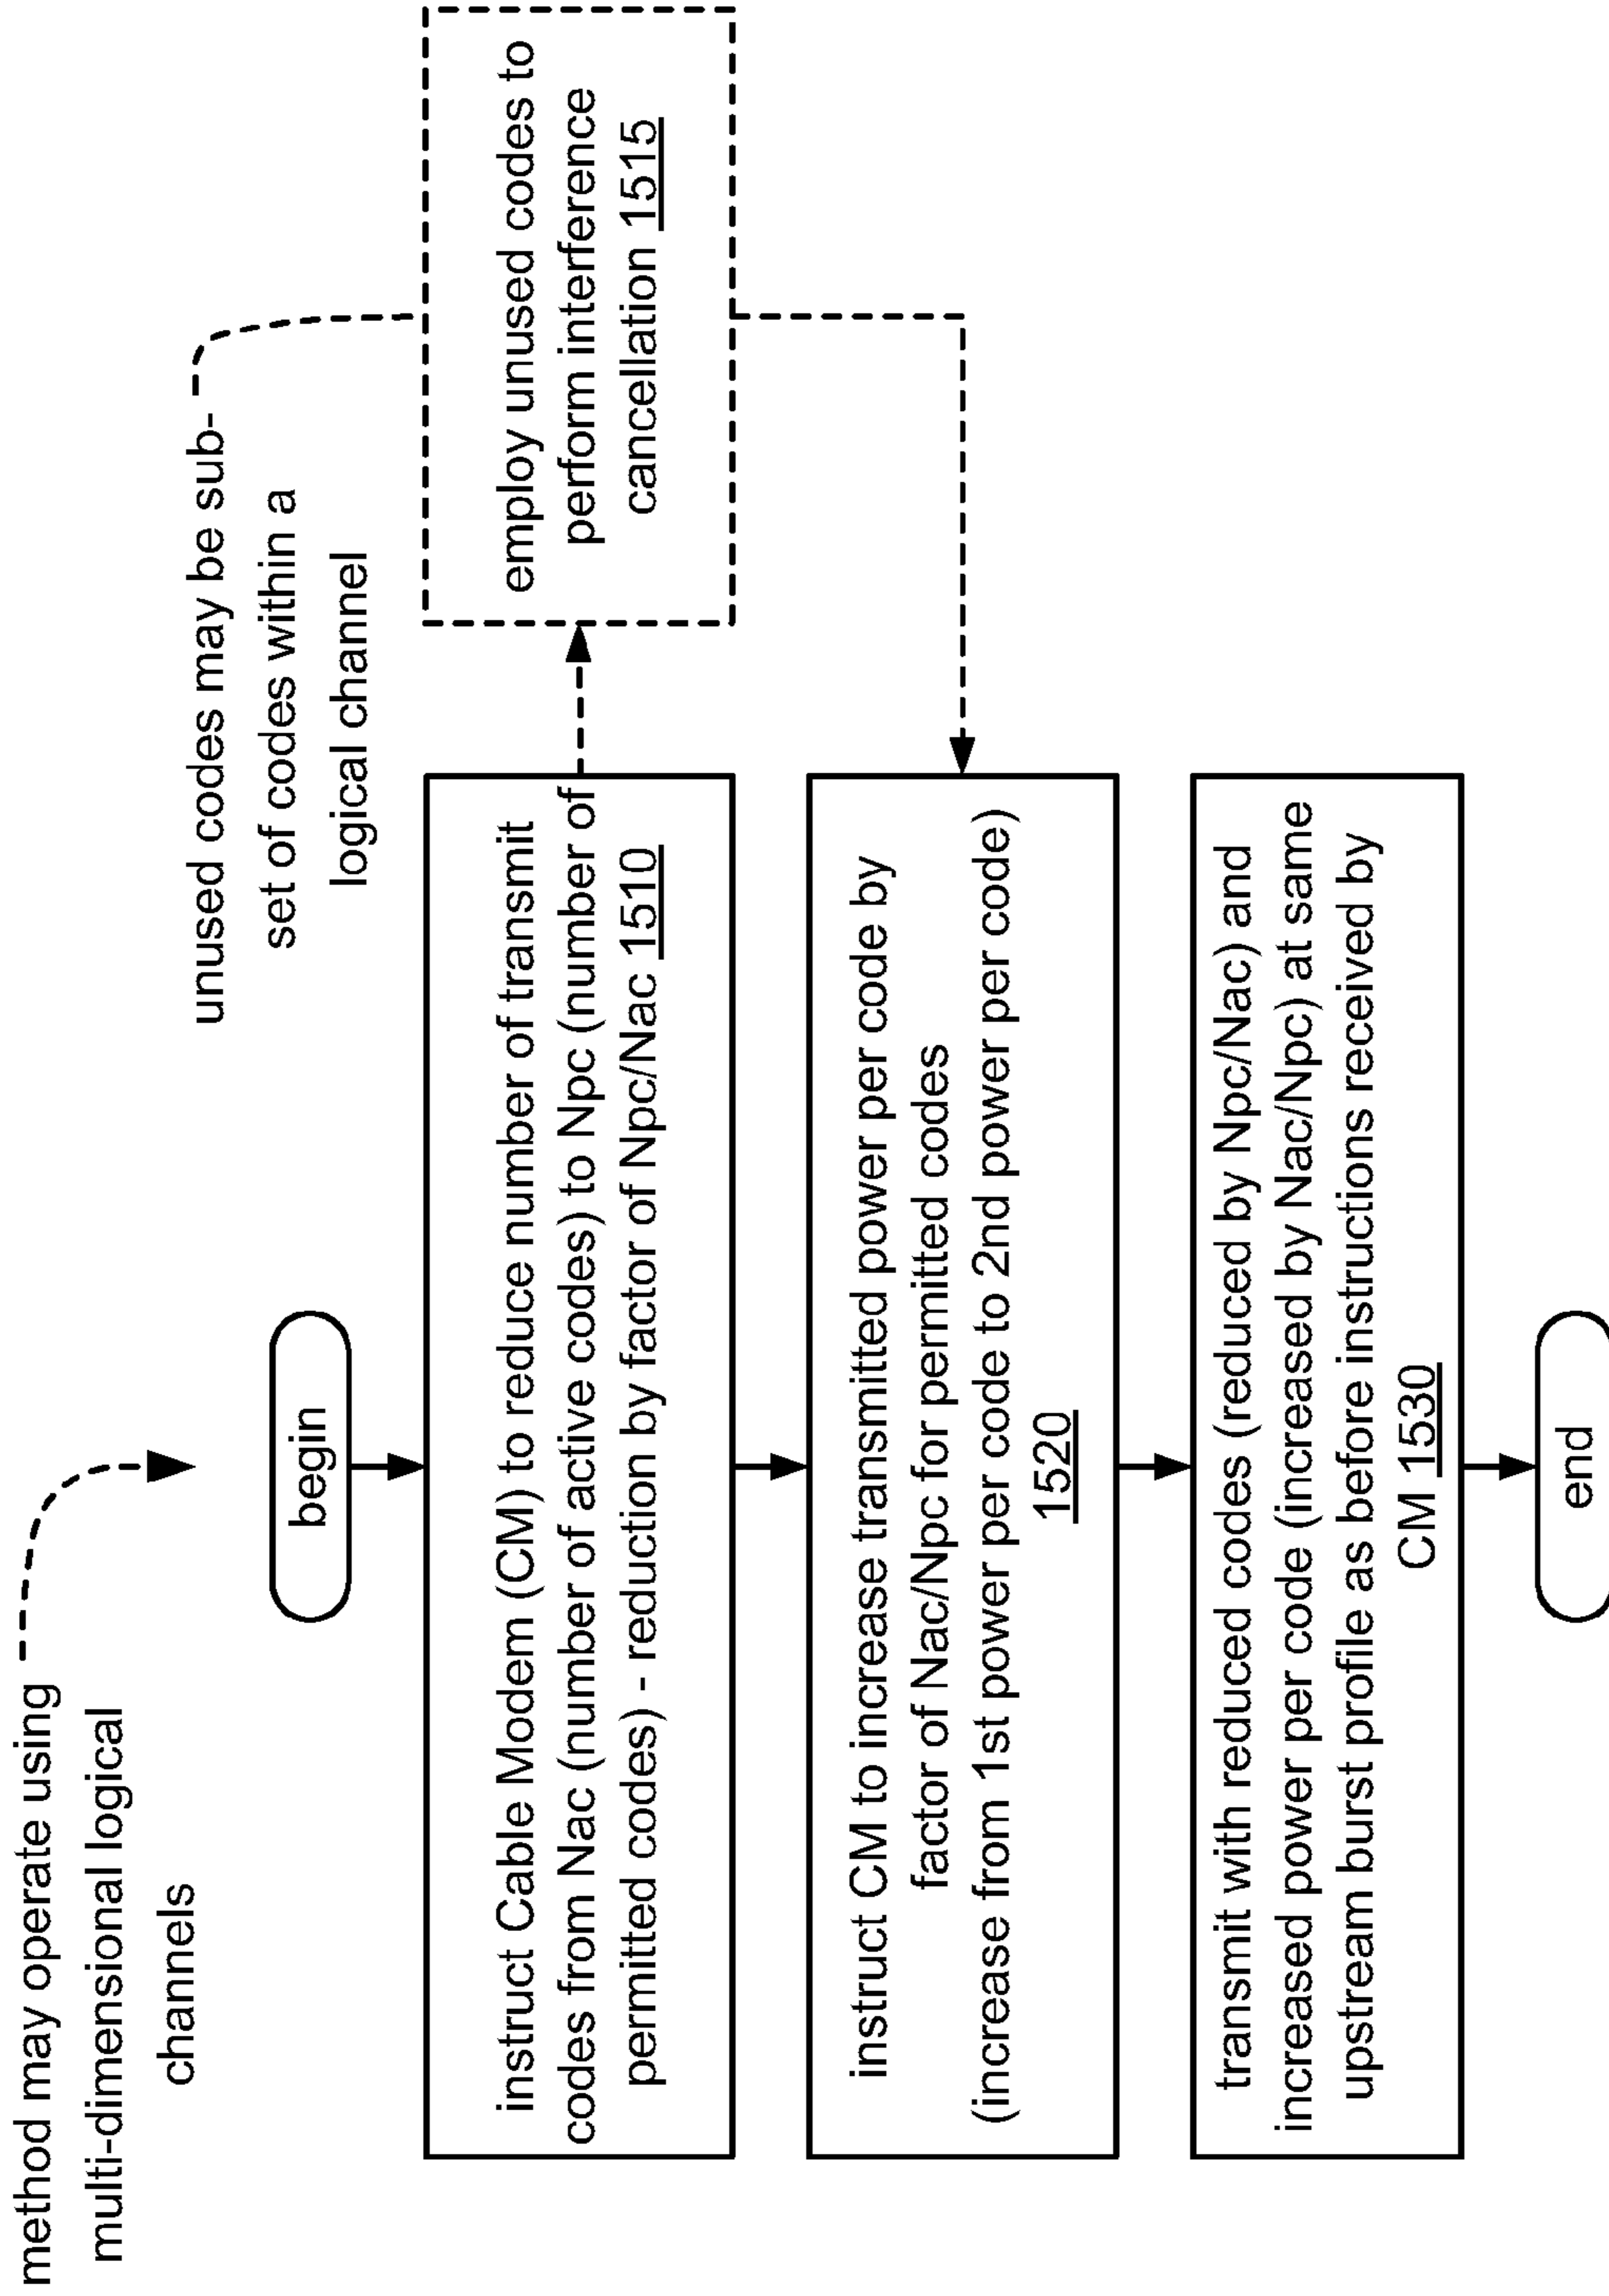 method may operate using
multi-dimensional logical
channels
begin
unused codes may be sub-
set of codes within a
logical channel
instruct Cable Modem (CM) to reduce number of transmit
codes from Nac (number of active codes) to Npc (number of
permitted codes) - reduction by factor of Npc/Nac 1510
employ unused codes to
perform interference
cancellation 1515
instruct CM to increase transmitted power per code by
factor of Nac/Npc for permitted codes
(increase from 1st power per code to 2nd power per code)
1520
transmit with reduced codes (reduced by Npc/Nac) and
increased power per code (increased by Nac/Npc) at same
upstream burst profile as before instructions received by
CM 1530
end